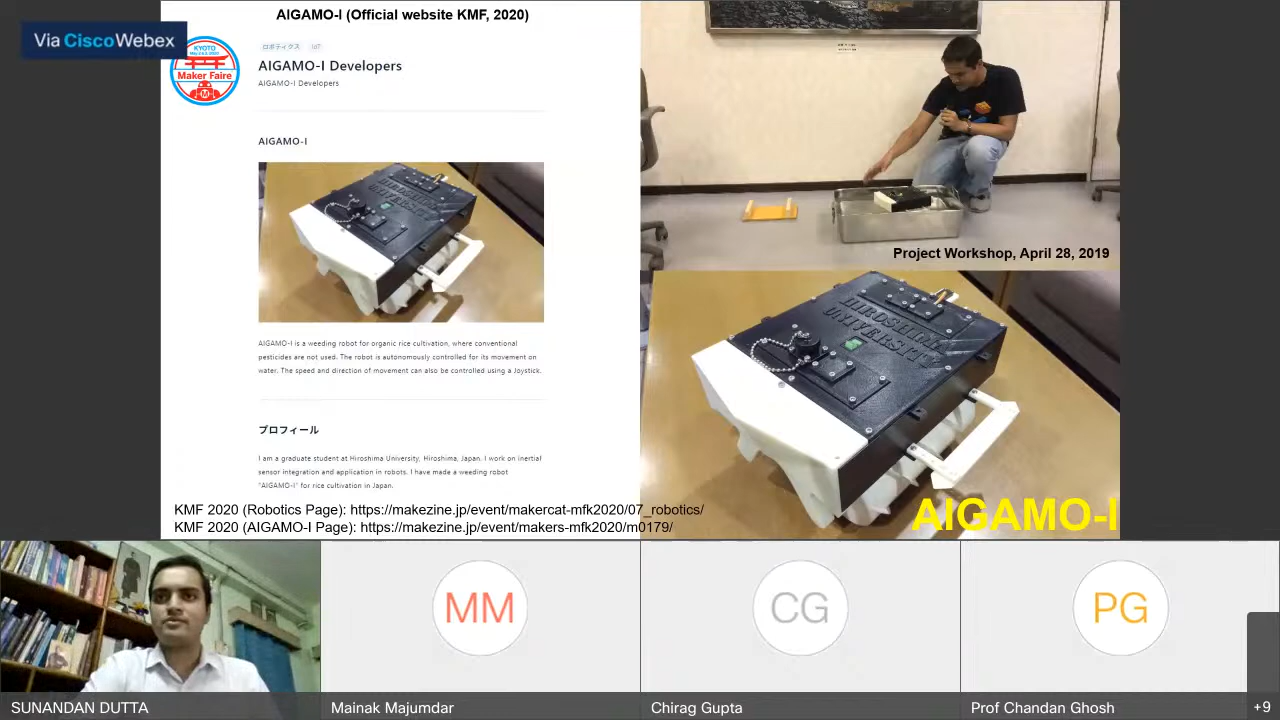 AIGAMO-I (Official website KMF, 2020)
Via Cisco Webex
KYOTO
Maker Faire
M
ロボティクス IoT
AIGAMO-I Developers
AIGAMO-I Developers
AIGAMO-I
HIROSHIMA
UNIVERSITY
AIGAMO-I is a weeding robot for organic rice cultivation, where conventional
pesticides are not used. The robot is autonomously controlled for its movement on
water. The speed and direction of movement can also be controlled using a Joystick.
プロフィール
I am a graduate student at Hiroshima University, Hiroshima, Japan. I work on inertial
sensor integration and application in robots. I have made a weeding robot
"AIGAMO-I" for rice cultivation in Japan.
KMF 2020 (Robotics Page): https://makezine.jp/event/makercat-mfk2020/07_robotics/
KMF 2020 (AIGAMO-I Page): https://makezine.jp/event/makers-mfk2020/m0179/
Project Workshop, April 28, 2019
HIROSHIMA
UNIVERSITY
AIGAMO-I
MM
CG
PG
SUNANDAN DUTTA
Mainak Majumdar
Chirag Gupta
Prof Chandan Ghosh
+9